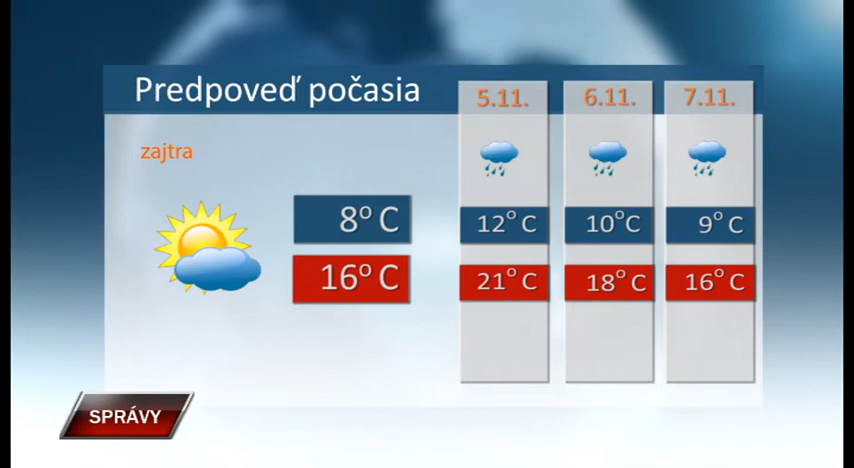 Predpoveď počasia
zajtra
8° C
16° C
5.11.
12° C
21° C
6.11.
10°C
18° C
7.11.
9° C
16° C
SPRÁVY